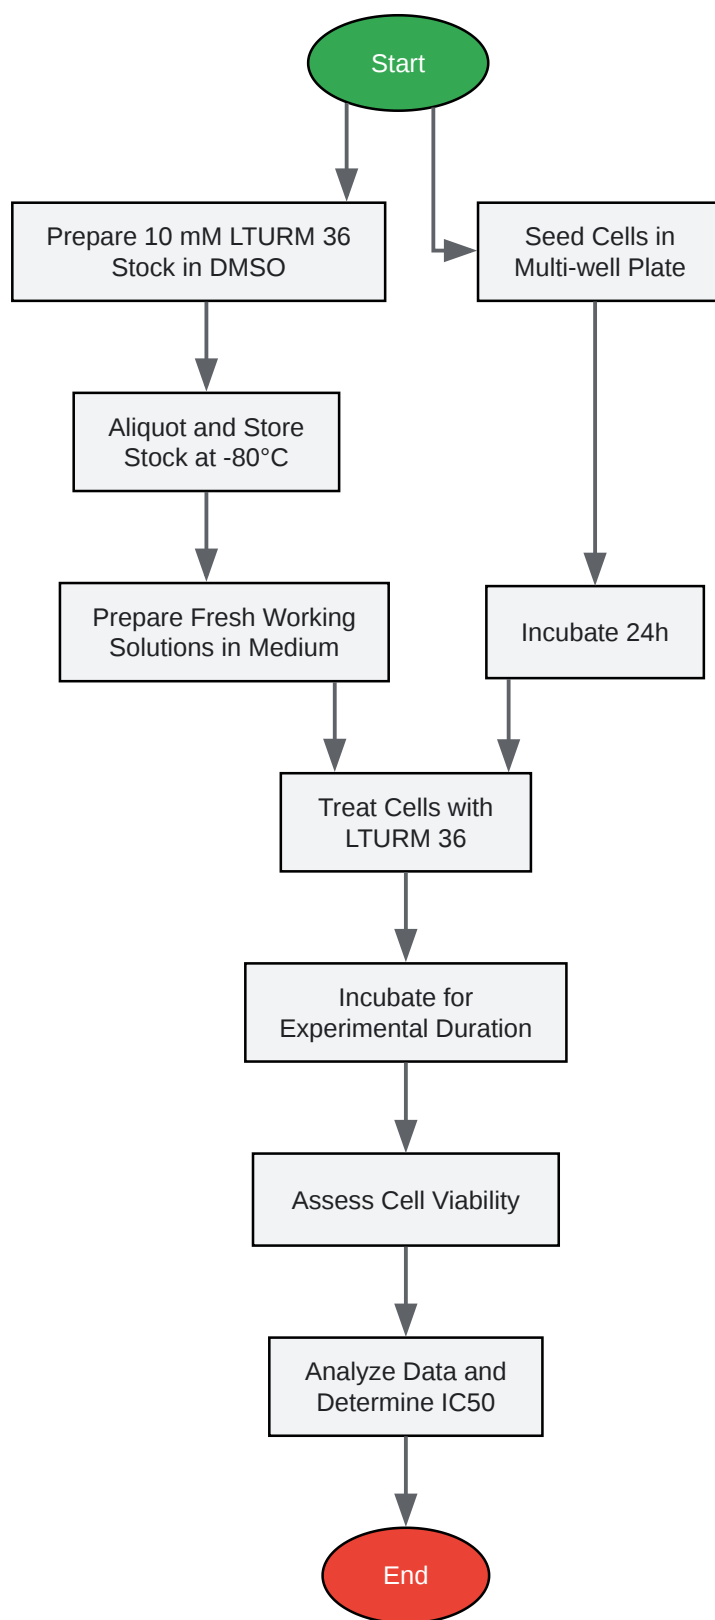 Start
Prepare 10 mM LTURM 36
Stock in DMSO
Seed Cells in
Multi-well Plate
Aliquot and Store
Stock at -80°C
Prepare Fresh Working
Solutions in Medium
Incubate 24h
Treat Cells with
LTURM 36
Incubate for
Experimental Duration
Assess Cell Viability
Analyze Data and
Determine IC50
End